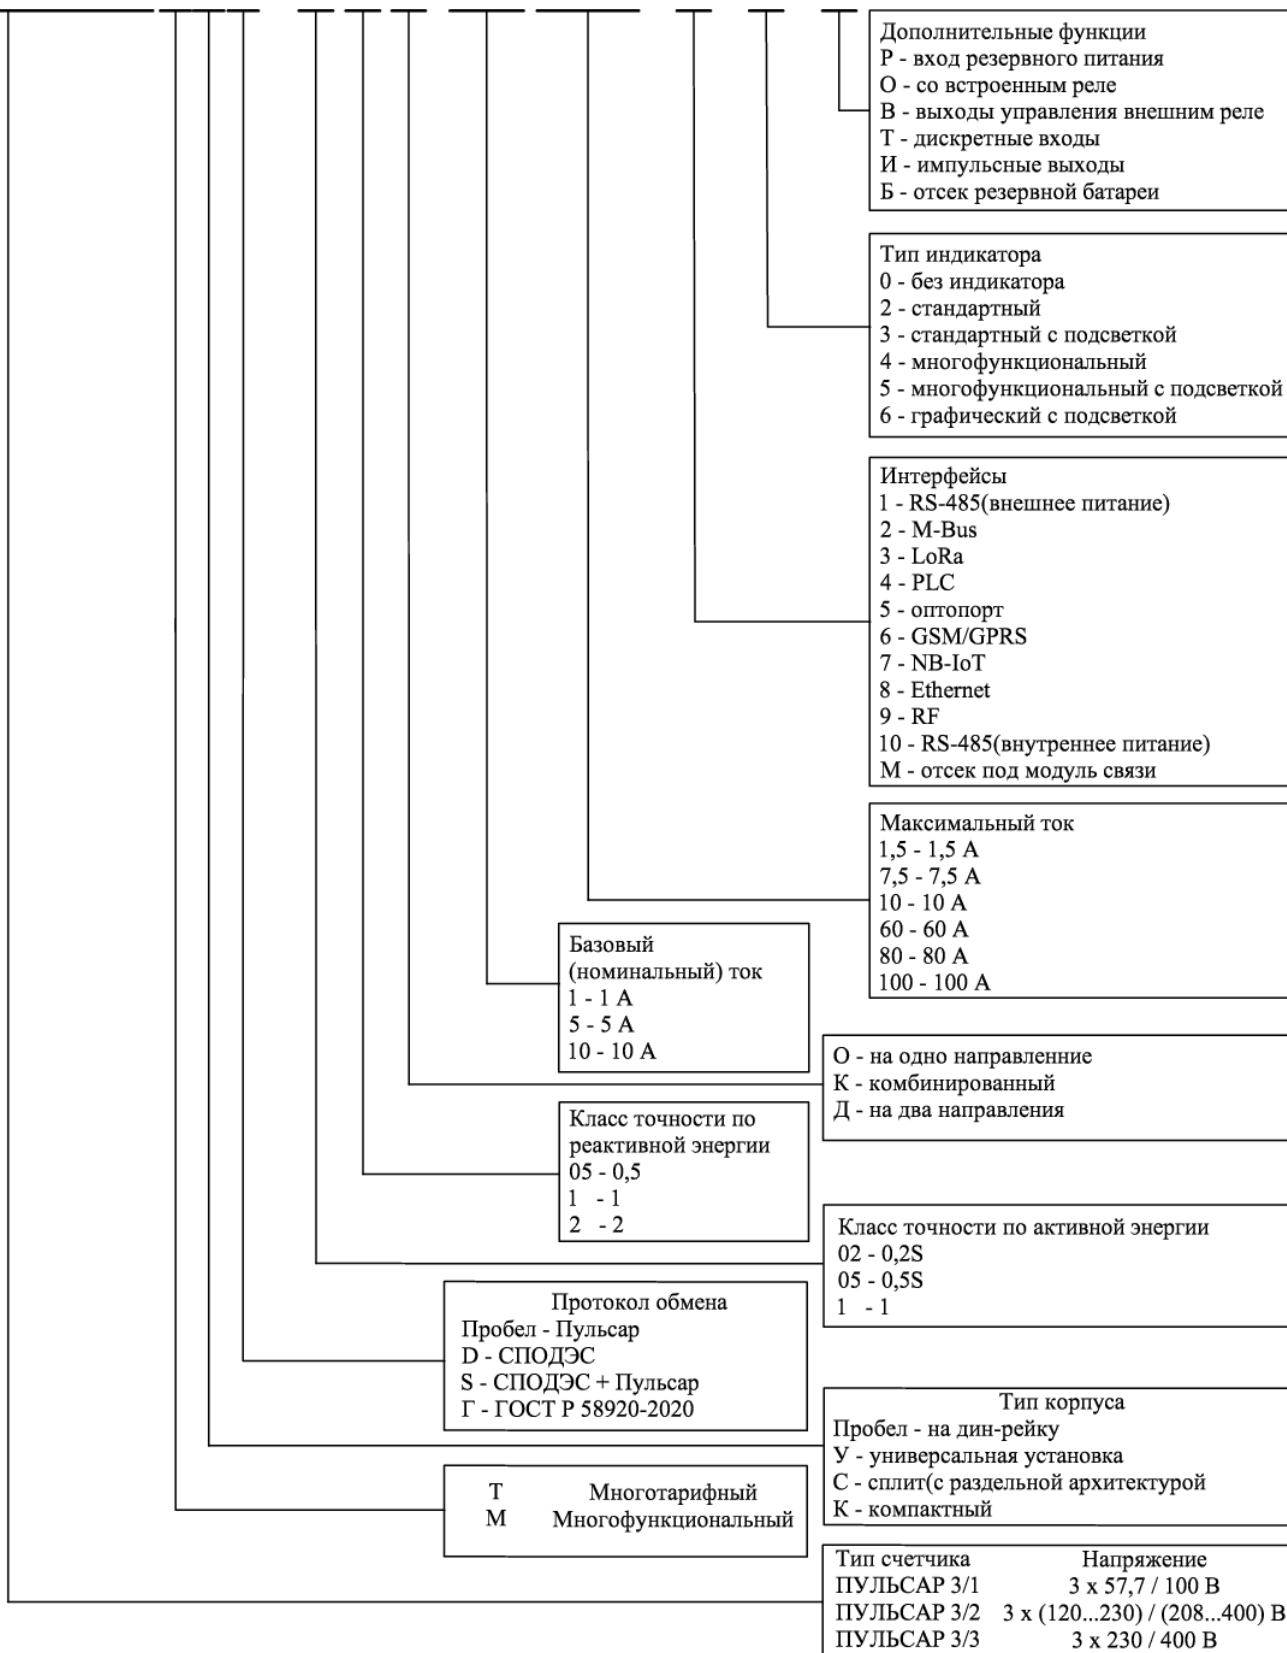 Дополнительные функции
Р - вход резервного питания
О - со встроенным реле
В - выходы управления внешним реле
Т - дискретные входы
И - импульсные выходы
Б - отсек резервной батареи
Тип индикатора
0 - без индикатора
2 - стандартный
3 - стандартный с подсветкой
4 - многофункциональный
5 - многофункциональный с подсветкой
6 - графический с подсветкой
Интерфейсы
1 - RS-485(внешнее питание)
2 - M-Bus
3 - LoRa
4 - PLC
5 - оптопорт
6 - GSM/GPRS
7 - NB-IoT
8 - Ethernet
9 - RF
10 - RS-485(внутреннее питание)
М - отсек под модуль связи
Максимальный ток
1,5 - 1,5 А
7,5 - 7,5 А
10 - 10 А
60 - 60 А
80 - 80 А
100 - 100 А
Базовый
(номинальный) ток
1 - 1 А
5 - 5 А
10 - 10 А
О - на одно направленние
К - комбинированный
Д - на два направления
Класс точности по
реактивной энергии
05 - 0,5
1 - 1
2 - 2
Класс точности по активной энергии
02 - 0,2S
05 - 0,5S
1 - 1
Протокол обмена
Пробел - Пульсар
D - СПОДЭС
S - СПОДЭС + Пульсар
Г - ГОСТ Р 58920-2020
Тип корпуса
Пробел - на дин-рейку
У - универсальная установка
С - сплит(с раздельной архитектурой
К - компактный
Т Многотарифный
М Многофункциональный
Тип счетчика Напряжение
ПУЛЬСАР 3/1 3 х 57,7 / 100 В
ПУЛЬСАР 3/2 3 х (120...230) / (208...400) В
ПУЛЬСАР 3/3 3 х 230 / 400 В